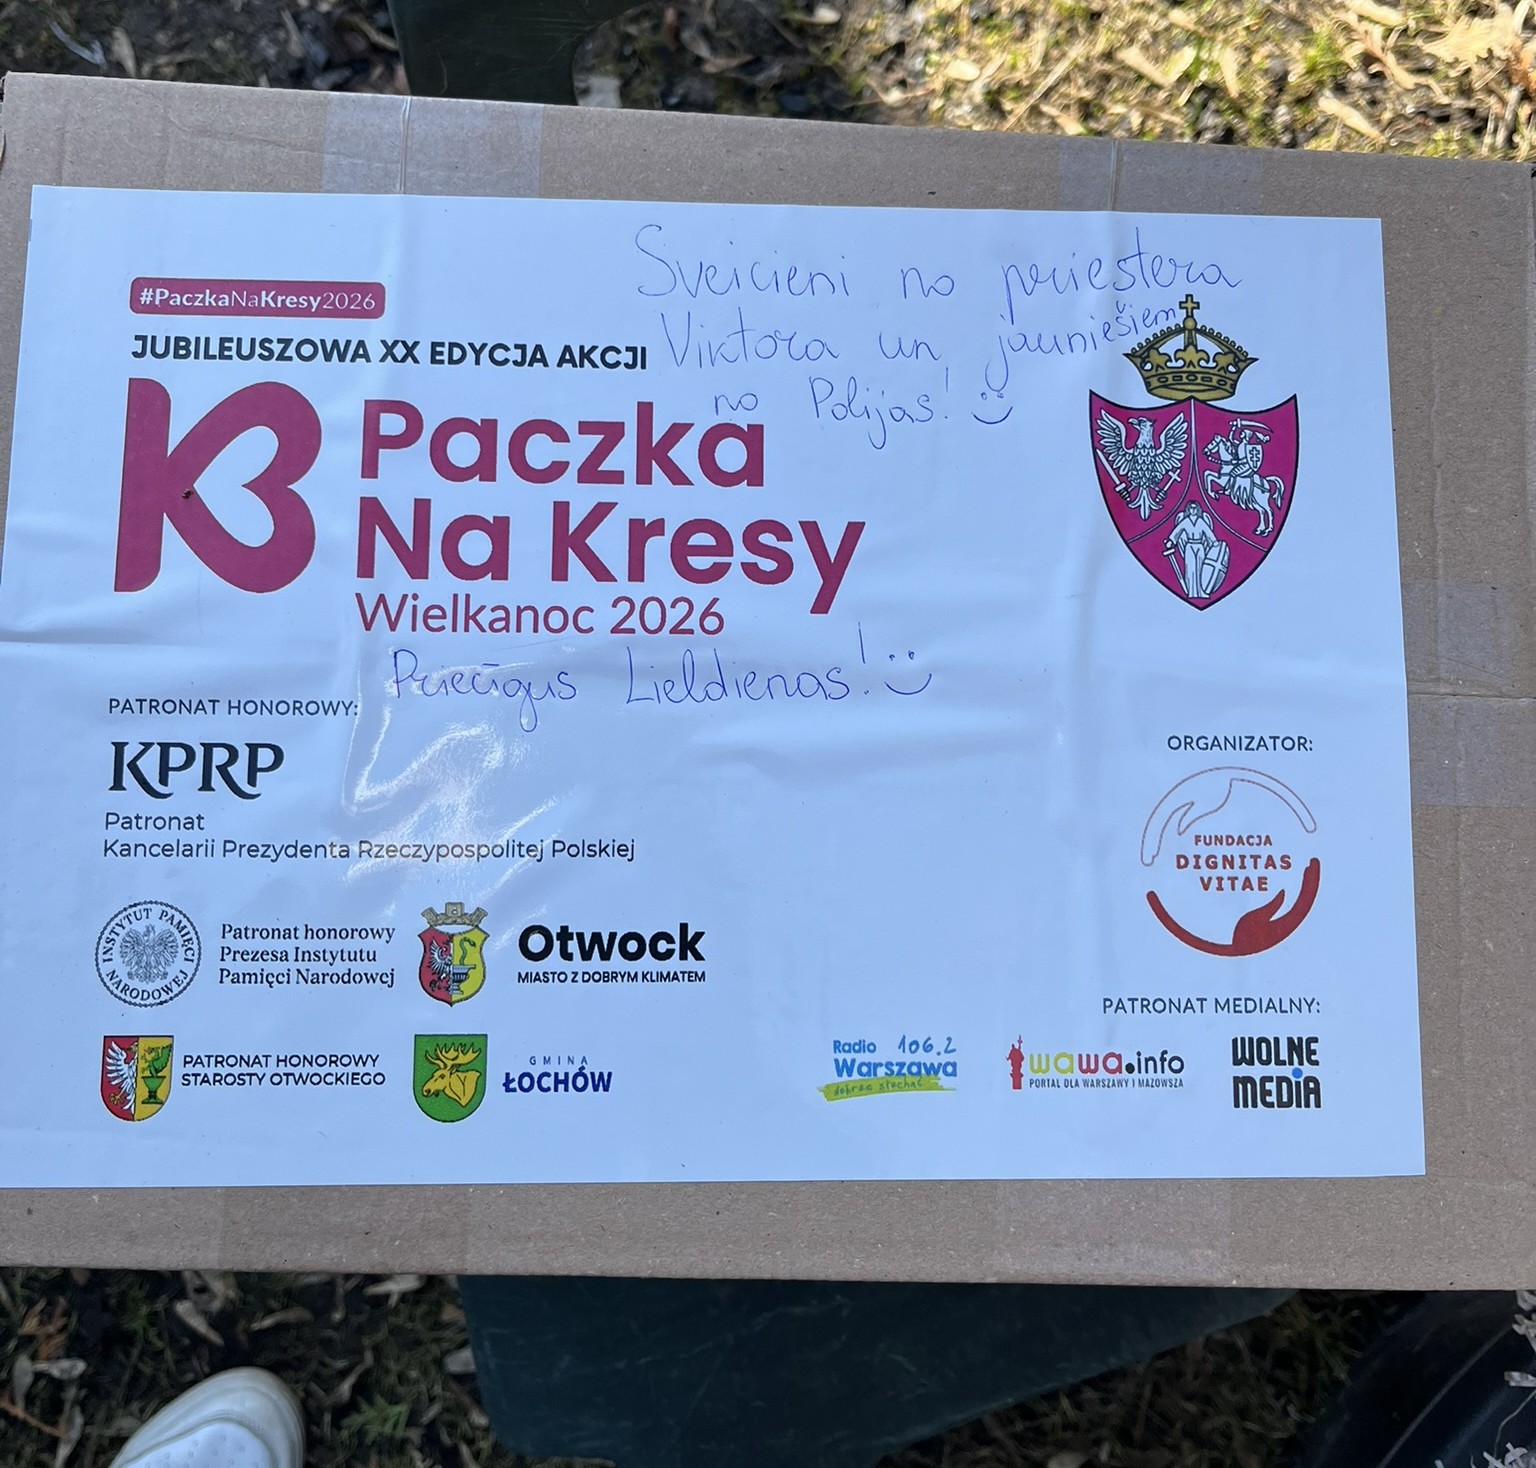 Sveicieni no priestera
Viktora un jauniešiem
no Polijas! :)
#PaczkaNaKresy2026
JUBILEUSZOWA XX EDYCJA AKCJI
Paczka
Na Kresy
Wielkanoc 2026
Priecīgus Lieldienas! :)
PATRONAT HONOROWY:
KPRP
Patronat
Kancelarii Prezydenta Rzeczypospolitej Polskiej
INSTYTUT PAMIĘCI NARODOWEJ
Patronat honorowy
Prezesa Instytutu
Pamięci Narodowej
Otwock
MIASTO Z DOBRYM KLIMATEM
PATRONAT HONOROWY
STAROSTY OTWOCKIEGO
GMINA
ŁOCHÓW
ORGANIZATOR:
FUNDACJA
DIGNITAS
VITAE
PATRONAT MEDIALNY:
Radio 106.2
Warszawa
dobrze słuchać
wawa.info
PORTAL DLA WARSZAWY I MAZOWSZA
WOLNE
MEDIA